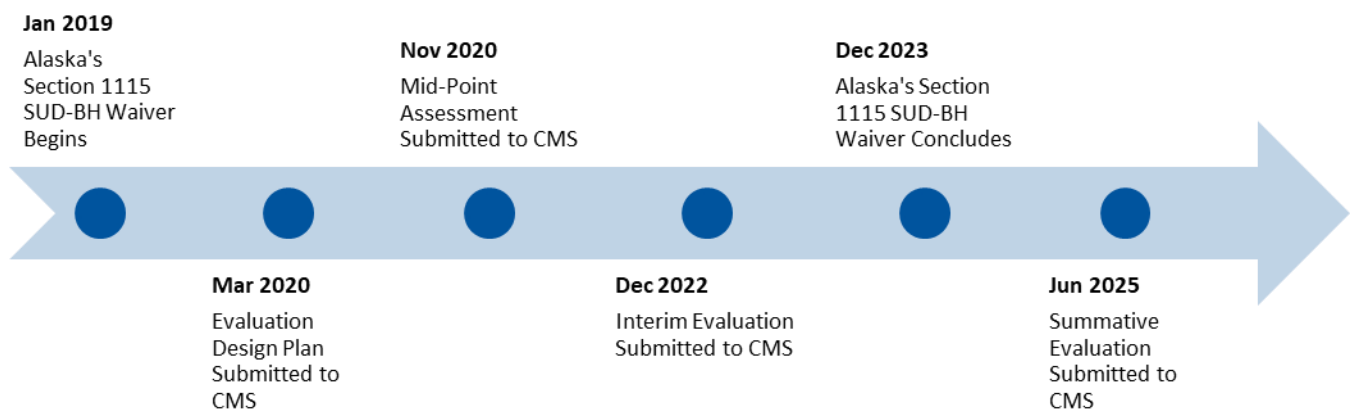 Jan 2019
Alaska's
Section 1115
SUD-BH Waiver
Begins
Mar 2020
Evaluation
Design Plan
Submitted to
CMS
Nov 2020
Mid-Point
Assessment
Submitted to CMS
Dec 2022
Interim Evaluation
Submitted to CMS
Dec 2023
Alaska's Section
1115 SUD-BH
Waiver Concludes
Jun 2025
Summative
Evaluation
Submitted to
CMS